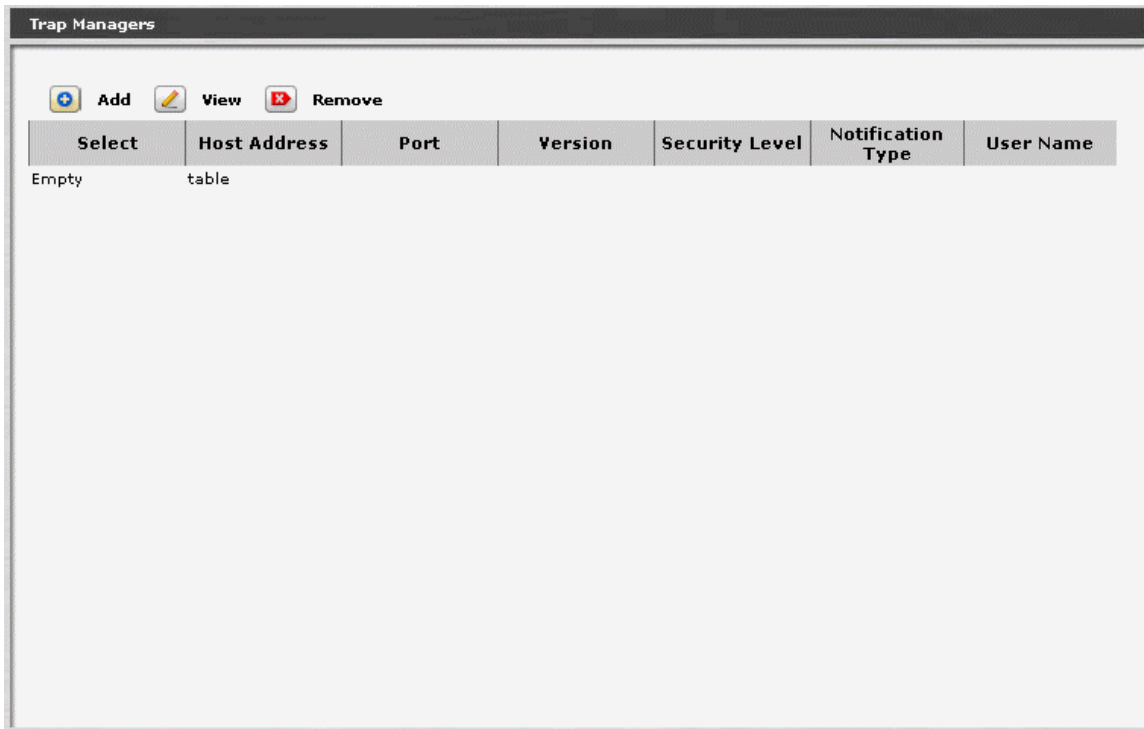 Trap Managers
Add View Remove
Select Host Address Port Version Security Level Notification Type User Name
Empty table